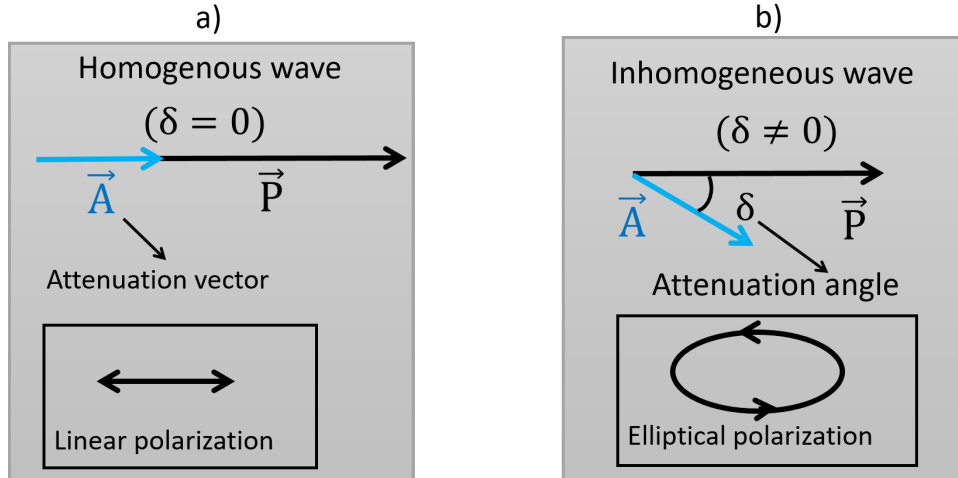 a)
Homogenous wave
(δ = 0)
A⃗
P⃗
Attenuation vector
Linear polarization
b)
Inhomogeneous wave
(δ ≠ 0)
A⃗
δ
P⃗
Attenuation angle
Elliptical polarization